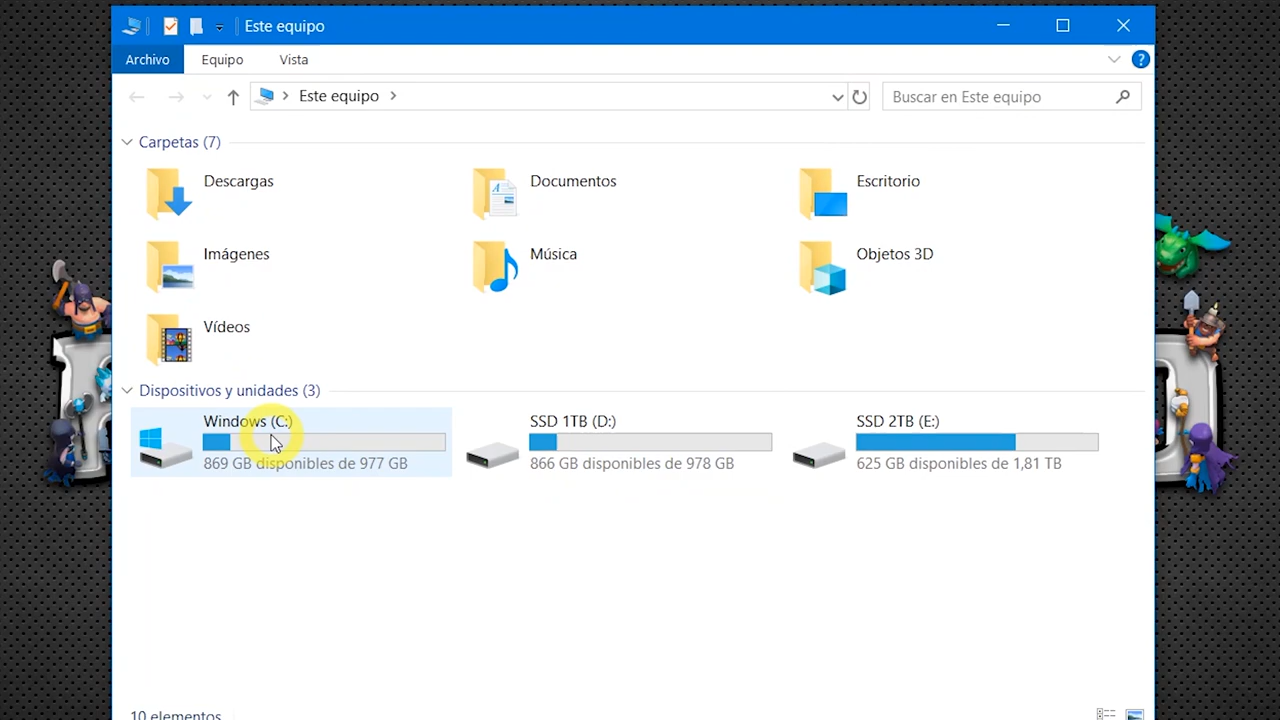 Este equipo
Archivo Equipo Vista
Este equipo
Buscar en Este equipo
Carpetas (7)
Descargas Documentos Escritorio
Imágenes Música Objetos 3D
Vídeos
Dispositivos y unidades (3)
Windows (C:) SSD 1TB (D:) SSD 2TB (E:)
869 GB disponibles de 977 GB 866 GB disponibles de 978 GB 625 GB disponibles de 1,81 TB
10 elementos